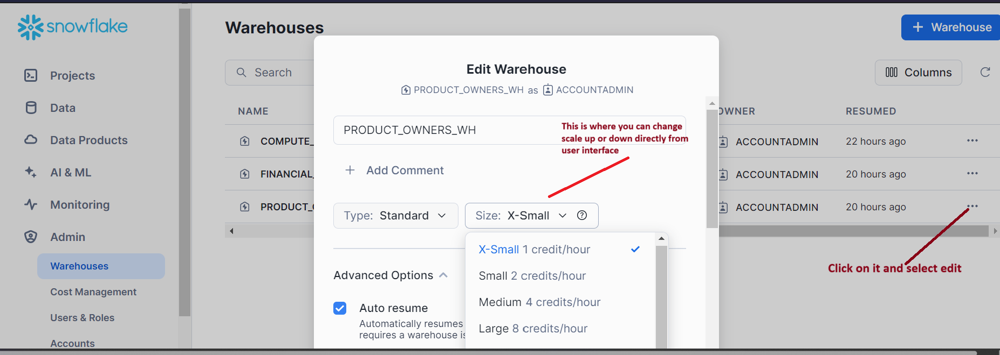 snowflake
Projects
Data
Data Products
AI & ML
Monitoring
Admin
Warehouses
Cost Management
Users & Roles
Accounts
Warehouses
+ Warehouse
Search
Columns
NAME
OWNER
RESUMED
COMPUTE_
ACCOUNTADMIN
22 hours ago
FINANCIAL_
ACCOUNTADMIN
20 hours ago
PRODUCT_
ACCOUNTADMIN
20 hours ago
Click on it and select edit
Edit Warehouse
PRODUCT_OWNERS_WH as ACCOUNTADMIN
PRODUCT_OWNERS_WH
This is where you can change
scale up or down directly from
user interface
+ Add Comment
Type: Standard
Size: X-Small
X-Small 1 credit/hour
Small 2 credits/hour
Medium 4 credits/hour
Large 8 credits/hour
Advanced Options
Auto resume
Automatically resumes
requires a warehouse is